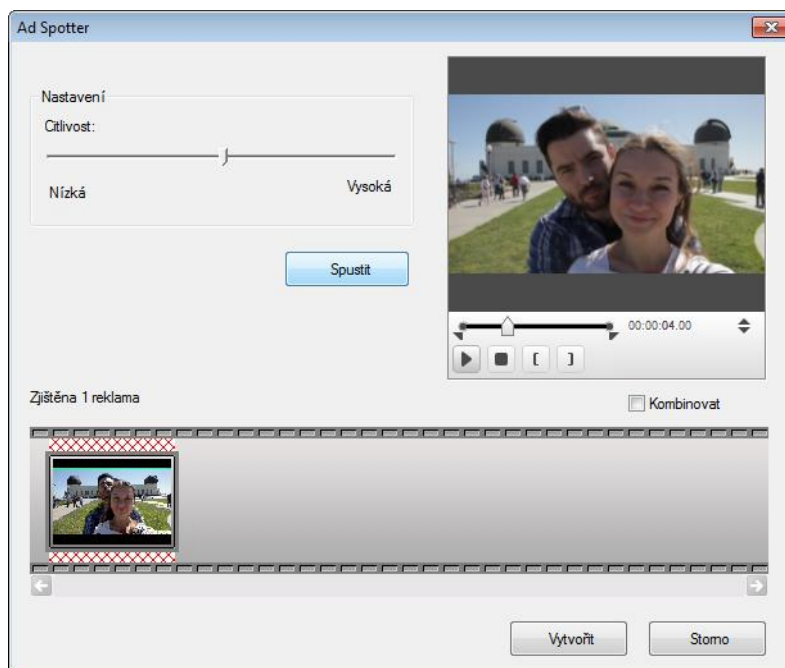 Ad Spotter
Nastavení
Citlivost:
Nízká
Vysoká
Spustit
00:00:04.00
Zjištěna 1 reklama
Kombinovat
Vytvořit
Storno